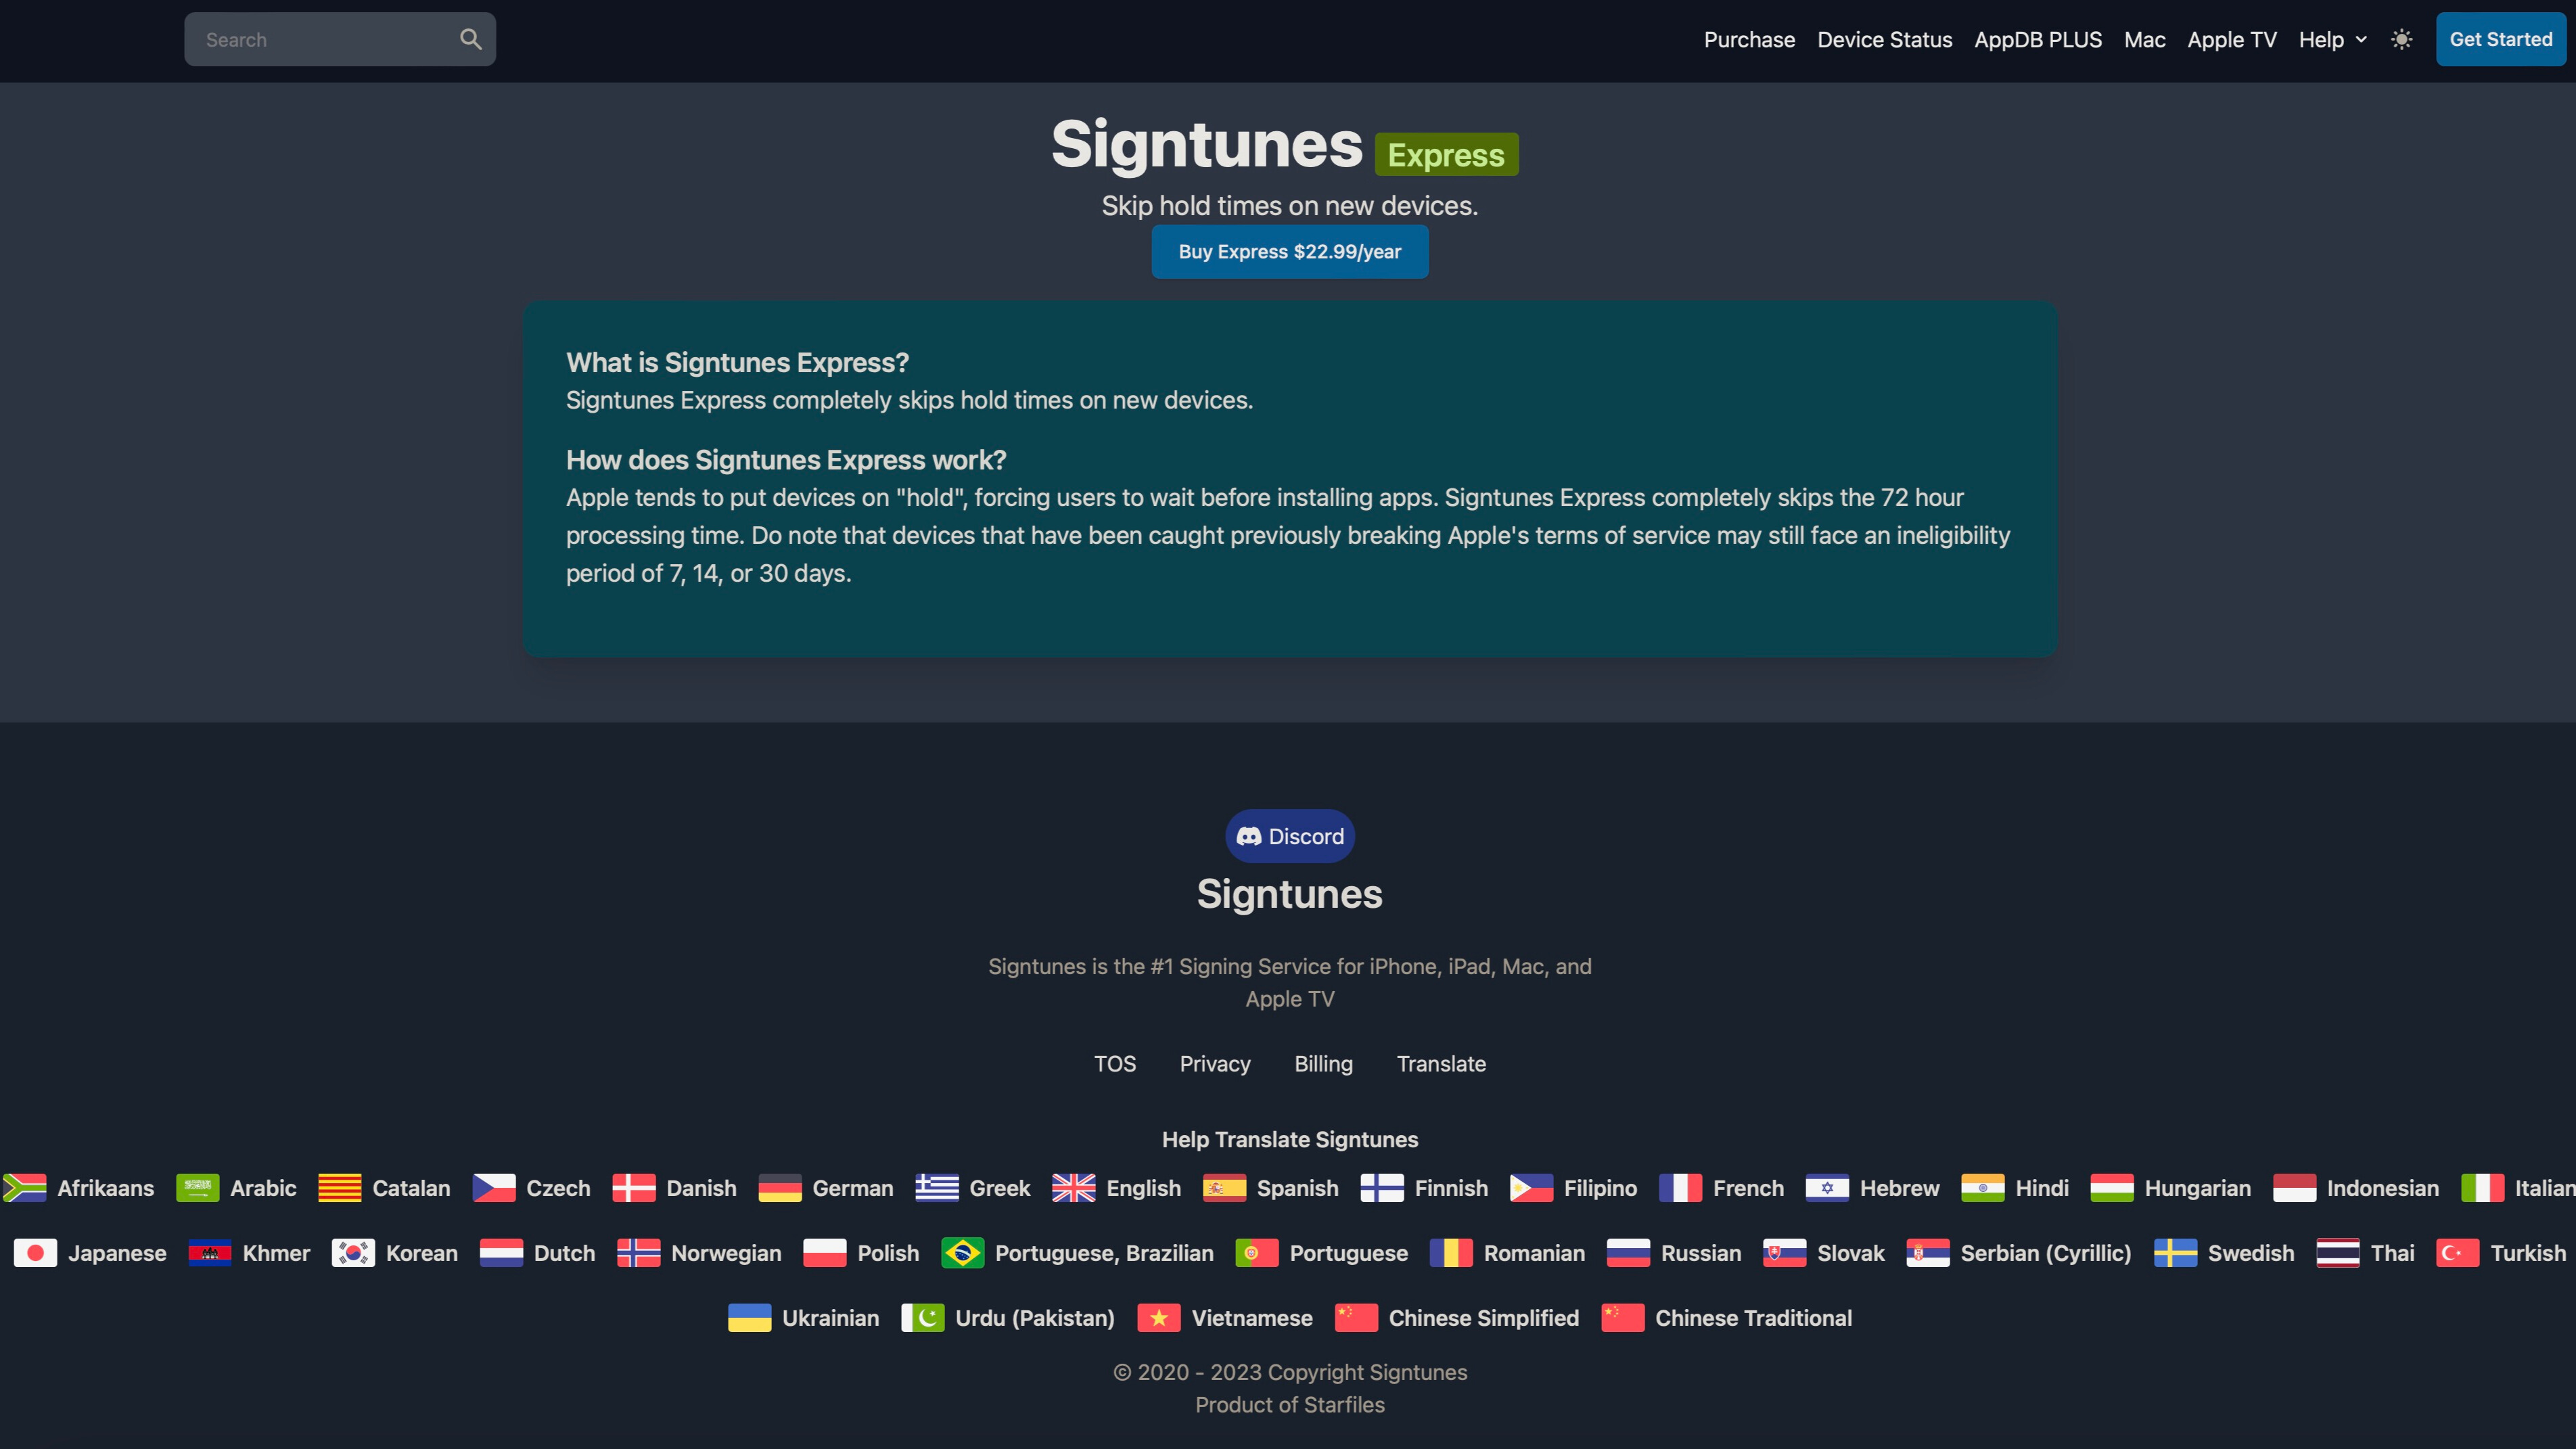 Search
Purchase Device Status AppDB PLUS Mac Apple TV Help Get Started
Signtunes Express
Skip hold times on new devices.
Buy Express $22.99/year
What is Signtunes Express?
Signtunes Express completely skips hold times on new devices.
How does Signtunes Express work?
Apple tends to put devices on "hold", forcing users to wait before installing apps. Signtunes Express completely skips the 72 hour
processing time. Do note that devices that have been caught previously breaking Apple's terms of service may still face an ineligibility
period of 7, 14, or 30 days.
Discord
Signtunes
Signtunes is the #1 Signing Service for iPhone, iPad, Mac, and
Apple TV
TOS Privacy Billing Translate
Help Translate Signtunes
Afrikaans Arabic Catalan Czech Danish German Greek English Spanish Finnish Filipino French Hebrew Hindi Hungarian Indonesian Italian
Japanese Khmer Korean Dutch Norwegian Polish Portuguese, Brazilian Portuguese Romanian Russian Slovak Serbian (Cyrillic) Swedish Thai Turkish
Ukrainian Urdu (Pakistan) Vietnamese Chinese Simplified Chinese Traditional
© 2020 - 2023 Copyright Signtunes
Product of Starfiles